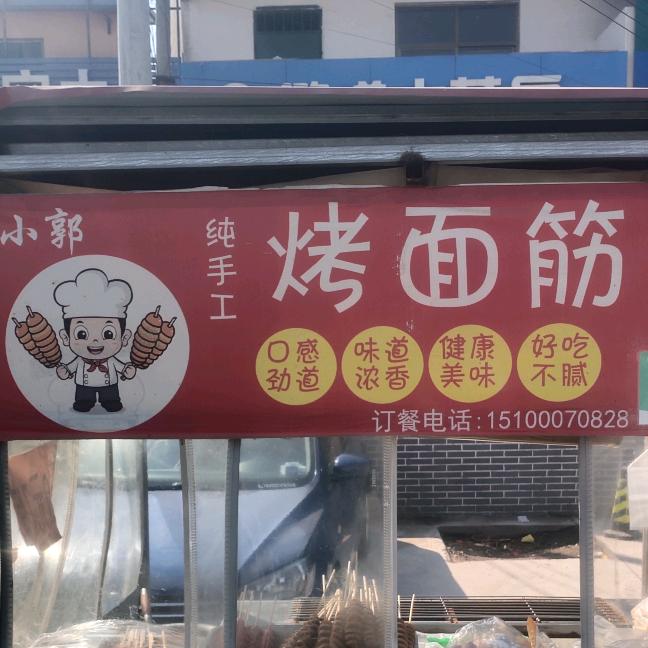 小郭
纯手工
烤面筋
口感劲道
味道浓香
健康美味
好吃不腻
订餐电话:15100070828